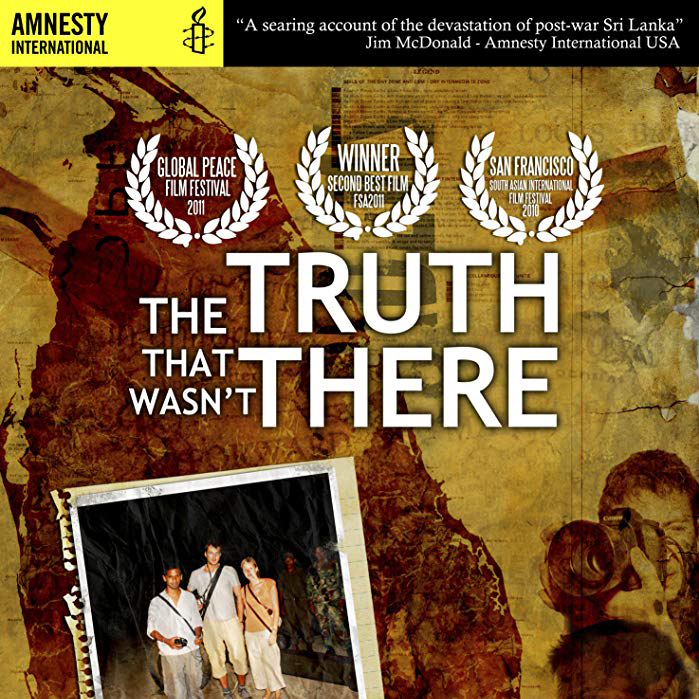 AMNESTY
INTERNATIONAL
“A searing account of the devastation of post-war Sri Lanka”
Jim McDonald - Amnesty International USA
LEGEND
GLOBAL PEACE
FILM FESTIVAL
2011
WINNER
SECOND BEST FILM
FSA2011
SAN FRANCISCO
SOUTH ASIAN INTERNATIONAL
FILM FESTIVAL
2010
THE TRUTH
THAT
WASN'T THERE